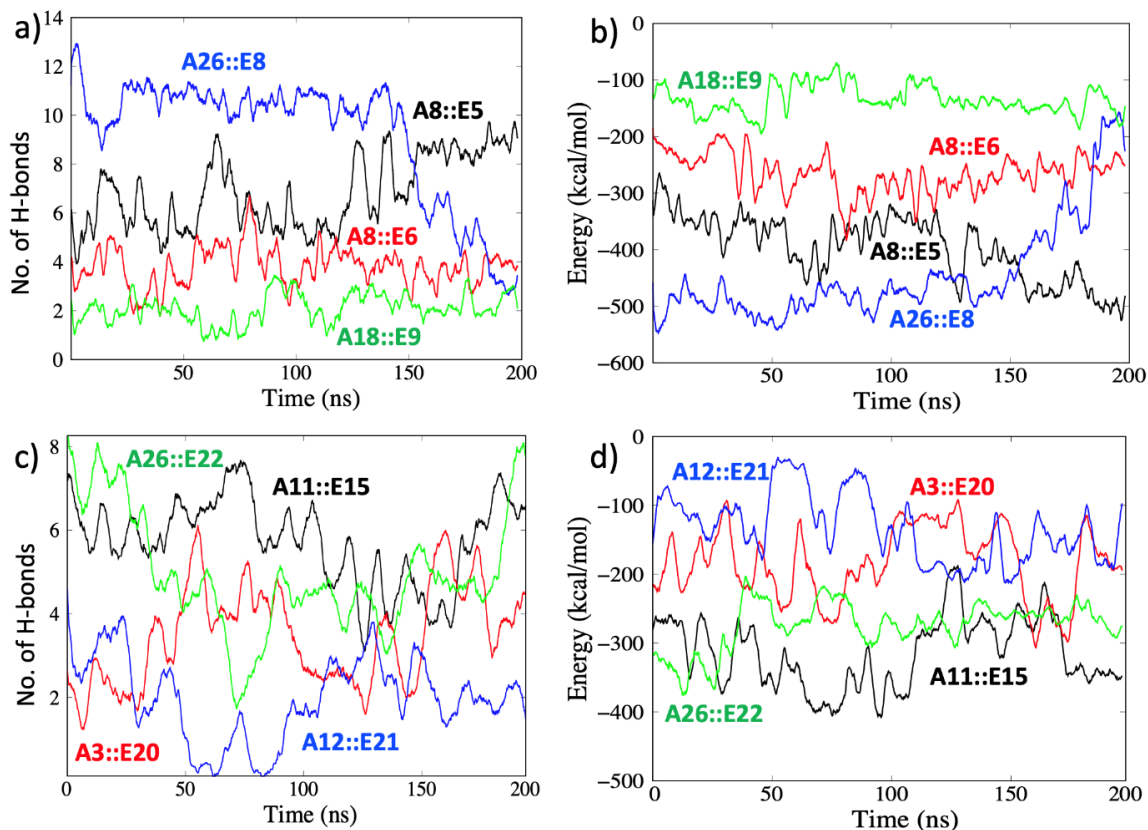 a)
No. of H-bonds
14
12
10
8
6
4
2
0
A26::E8
A8::E5
A8::E6
A18::E9
50
100
150
200
Time (ns)
b)
Energy (kcal/mol)
0
−100
−200
−300
−400
−500
−600
A18::E9
A8::E6
A8::E5
A26::E8
0
50
100
150
200
Time (ns)
c)
No. of H-bonds
8
6
4
2
A26::E22
A11::E15
A3::E20
A12::E21
0
50
100
150
200
Time (ns)
d)
Energy (kcal/mol)
0
−100
−200
−300
−400
−500
A12::E21
A3::E20
A11::E15
A26::E22
0
50
100
150
200
Time (ns)